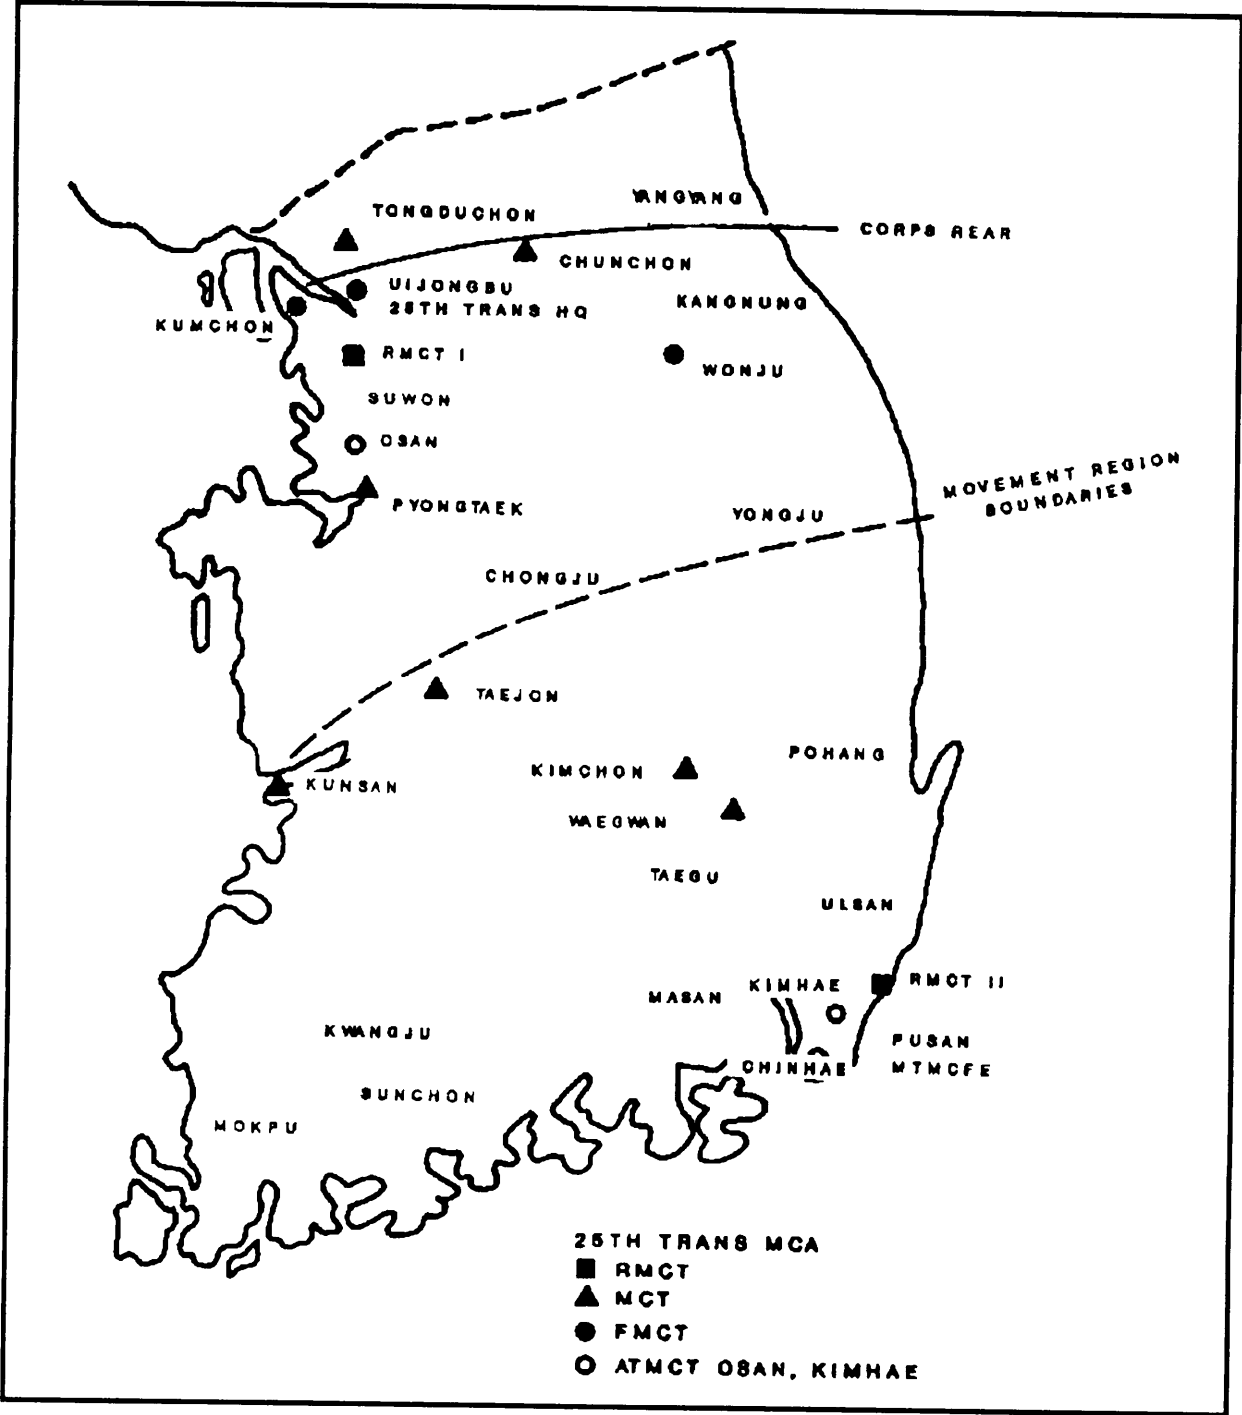 YANGYANG
TONGDUCHON
CORPS REAR
CHUNCHON
UIJONGBU
25TH TRANS HQ
KANGNUNG
KUMCHON
RMCT I
WONJU
SUWON
OSAN
MOVEMENT REGION
BOUNDARIES
PYONGTAEK
YONGJU
CHONGJU
TAEJON
POHANG
KIMCHON
KUNSAN
WAEGWAN
TAEGU
ULSAN
RMCT II
KIMHAE
MASAN
KWANGJU
PUSAN
MTMCFE
CHINHAE
SUNCHON
MOKPU
25TH TRANS MCA
RMCT
MCT
FMCT
ATMCT OSAN, KIMHAE